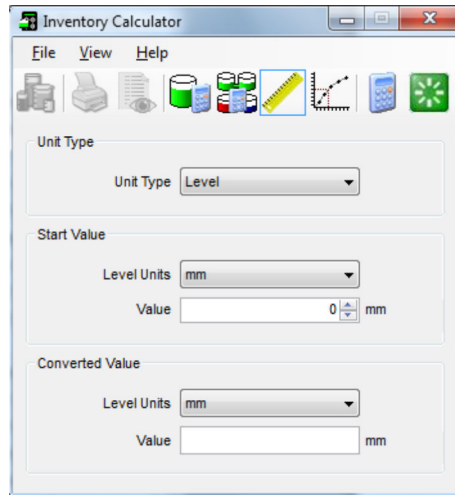 Inventory Calculator
File View Help
Unit Type
Unit Type Level
Start Value
Level Units mm
Value 0 mm
Converted Value
Level Units mm
Value mm